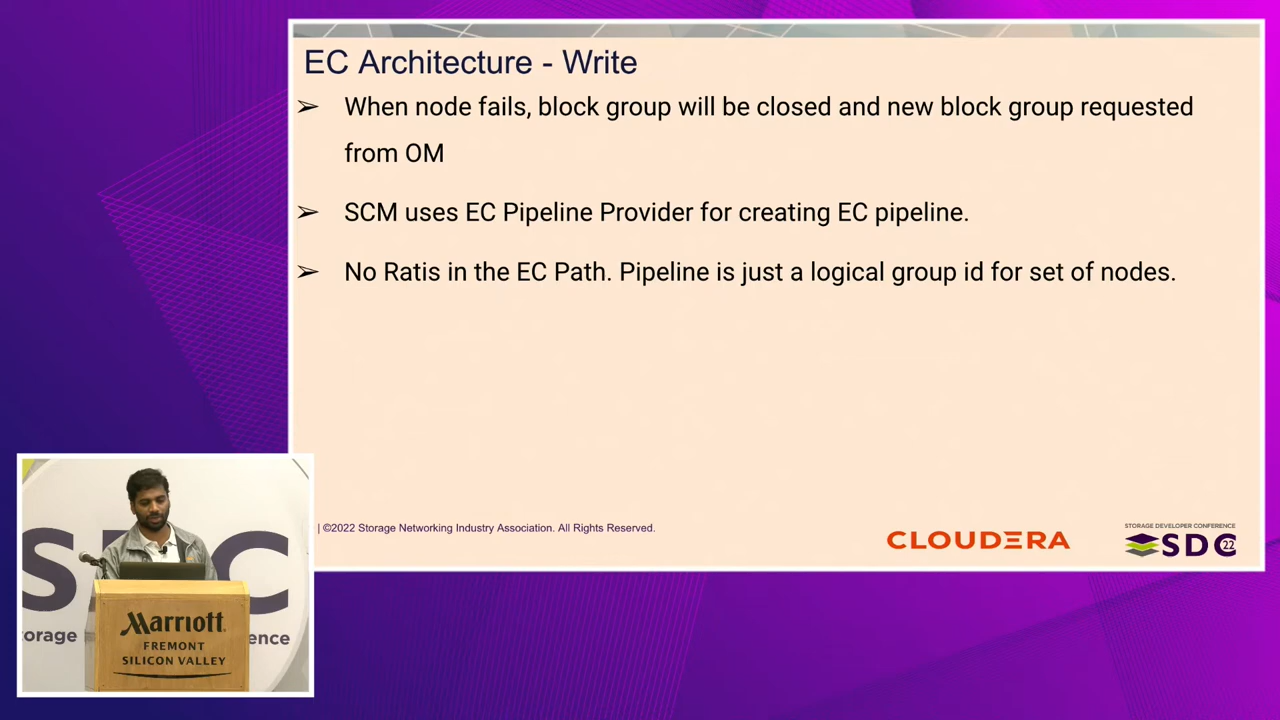 EC Architecture - Write
➢ When node fails, block group will be closed and new block group requested
from OM
➢ SCM uses EC Pipeline Provider for creating EC pipeline.
➢ No Ratis in the EC Path. Pipeline is just a logical group id for set of nodes.
| ©2022 Storage Networking Industry Association. All Rights Reserved.
CLOUDERA
STORAGE DEVELOPER CONFERENCE
SDC
22
S C
torage ence
Marriott
FREMONT
SILICON VALLEY